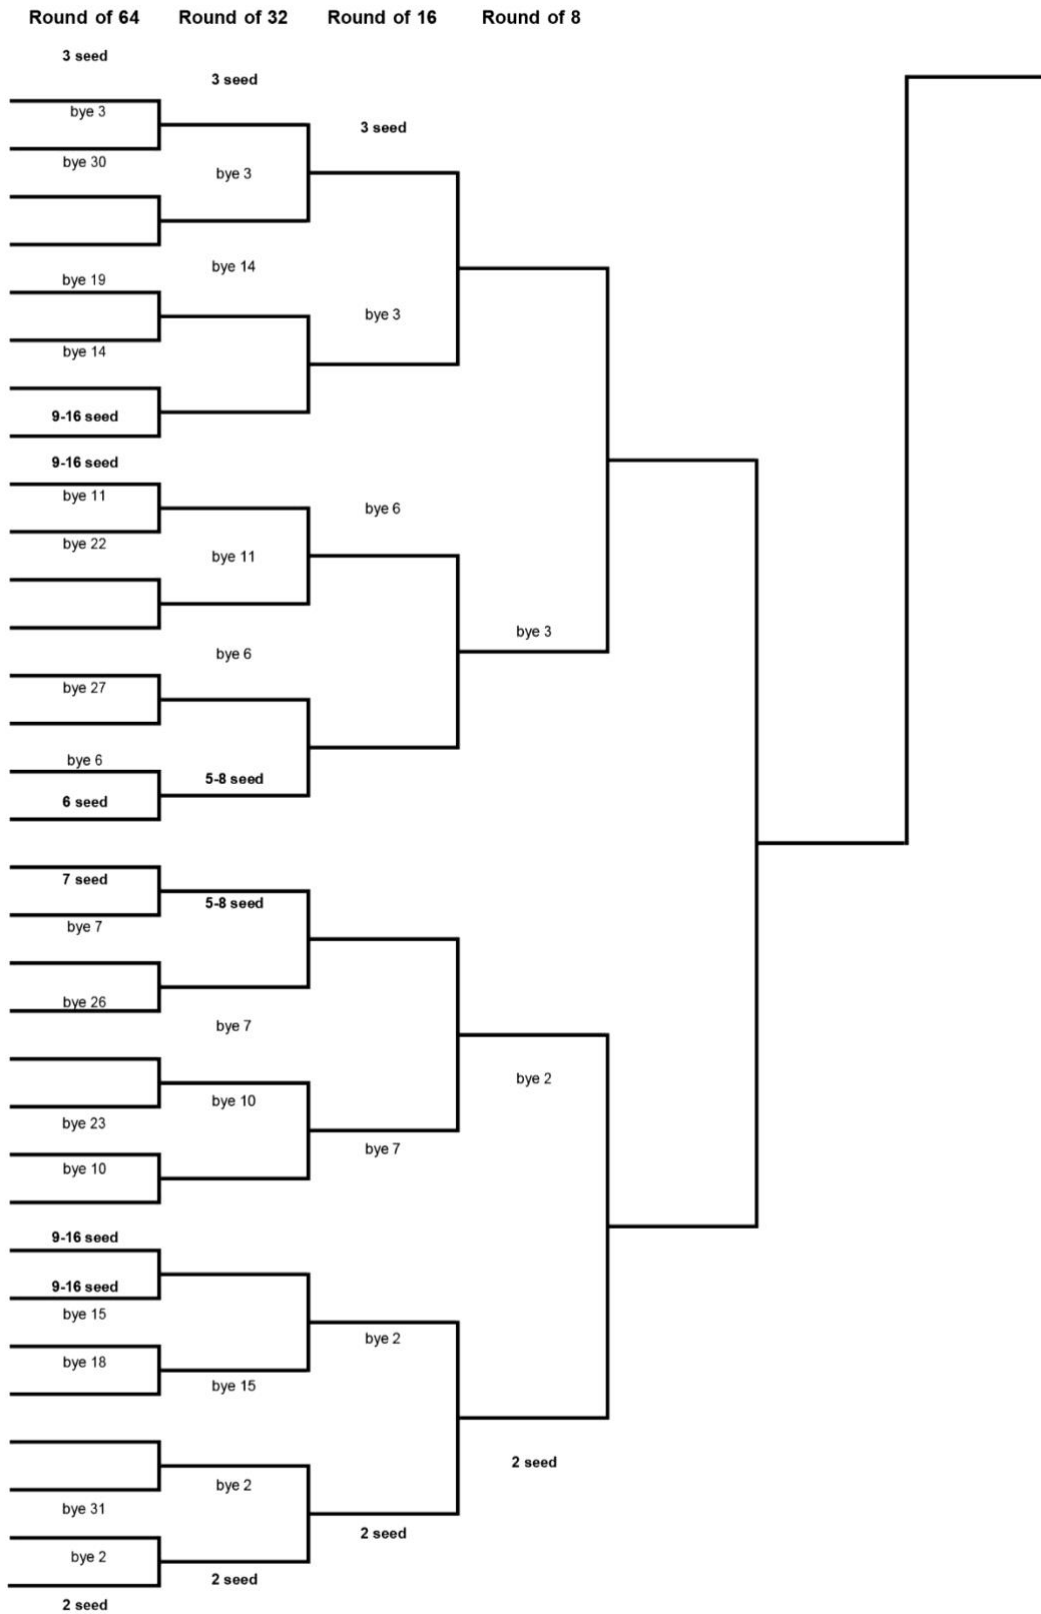 Round of 64 Round of 32 Round of 16 Round of 8
3 seed
bye 3
bye 30
bye 19
bye 14
9-16 seed
9-16 seed
bye 11
bye 22
bye 27
bye 6
6 seed
7 seed
bye 7
bye 26
bye 23
bye 10
9-16 seed
9-16 seed
bye 15
bye 18
bye 31
bye 2
2 seed
3 seed
bye 3
bye 14
bye 11
bye 6
5-8 seed
5-8 seed
bye 7
bye 10
bye 15
bye 2
2 seed
3 seed
bye 3
bye 6
bye 7
bye 2
2 seed
bye 3
bye 2
2 seed